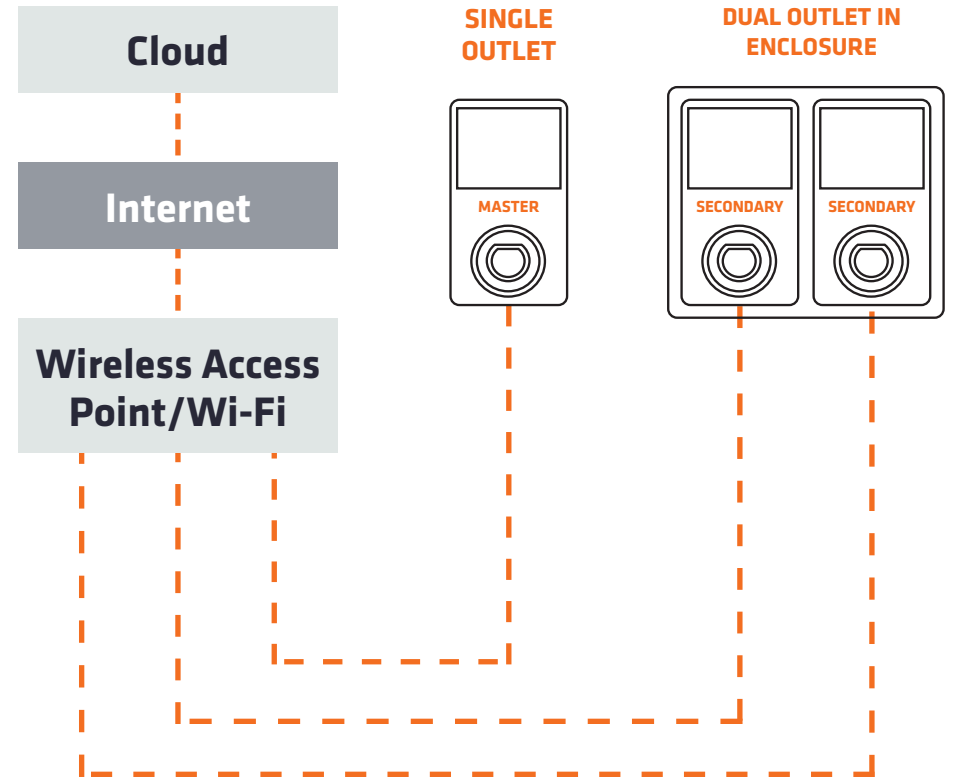 Cloud
Internet
Wireless Access
Point/Wi-Fi
SINGLE
OUTLET
MASTER
DUAL OUTLET IN
ENCLOSURE
SECONDARY
SECONDARY